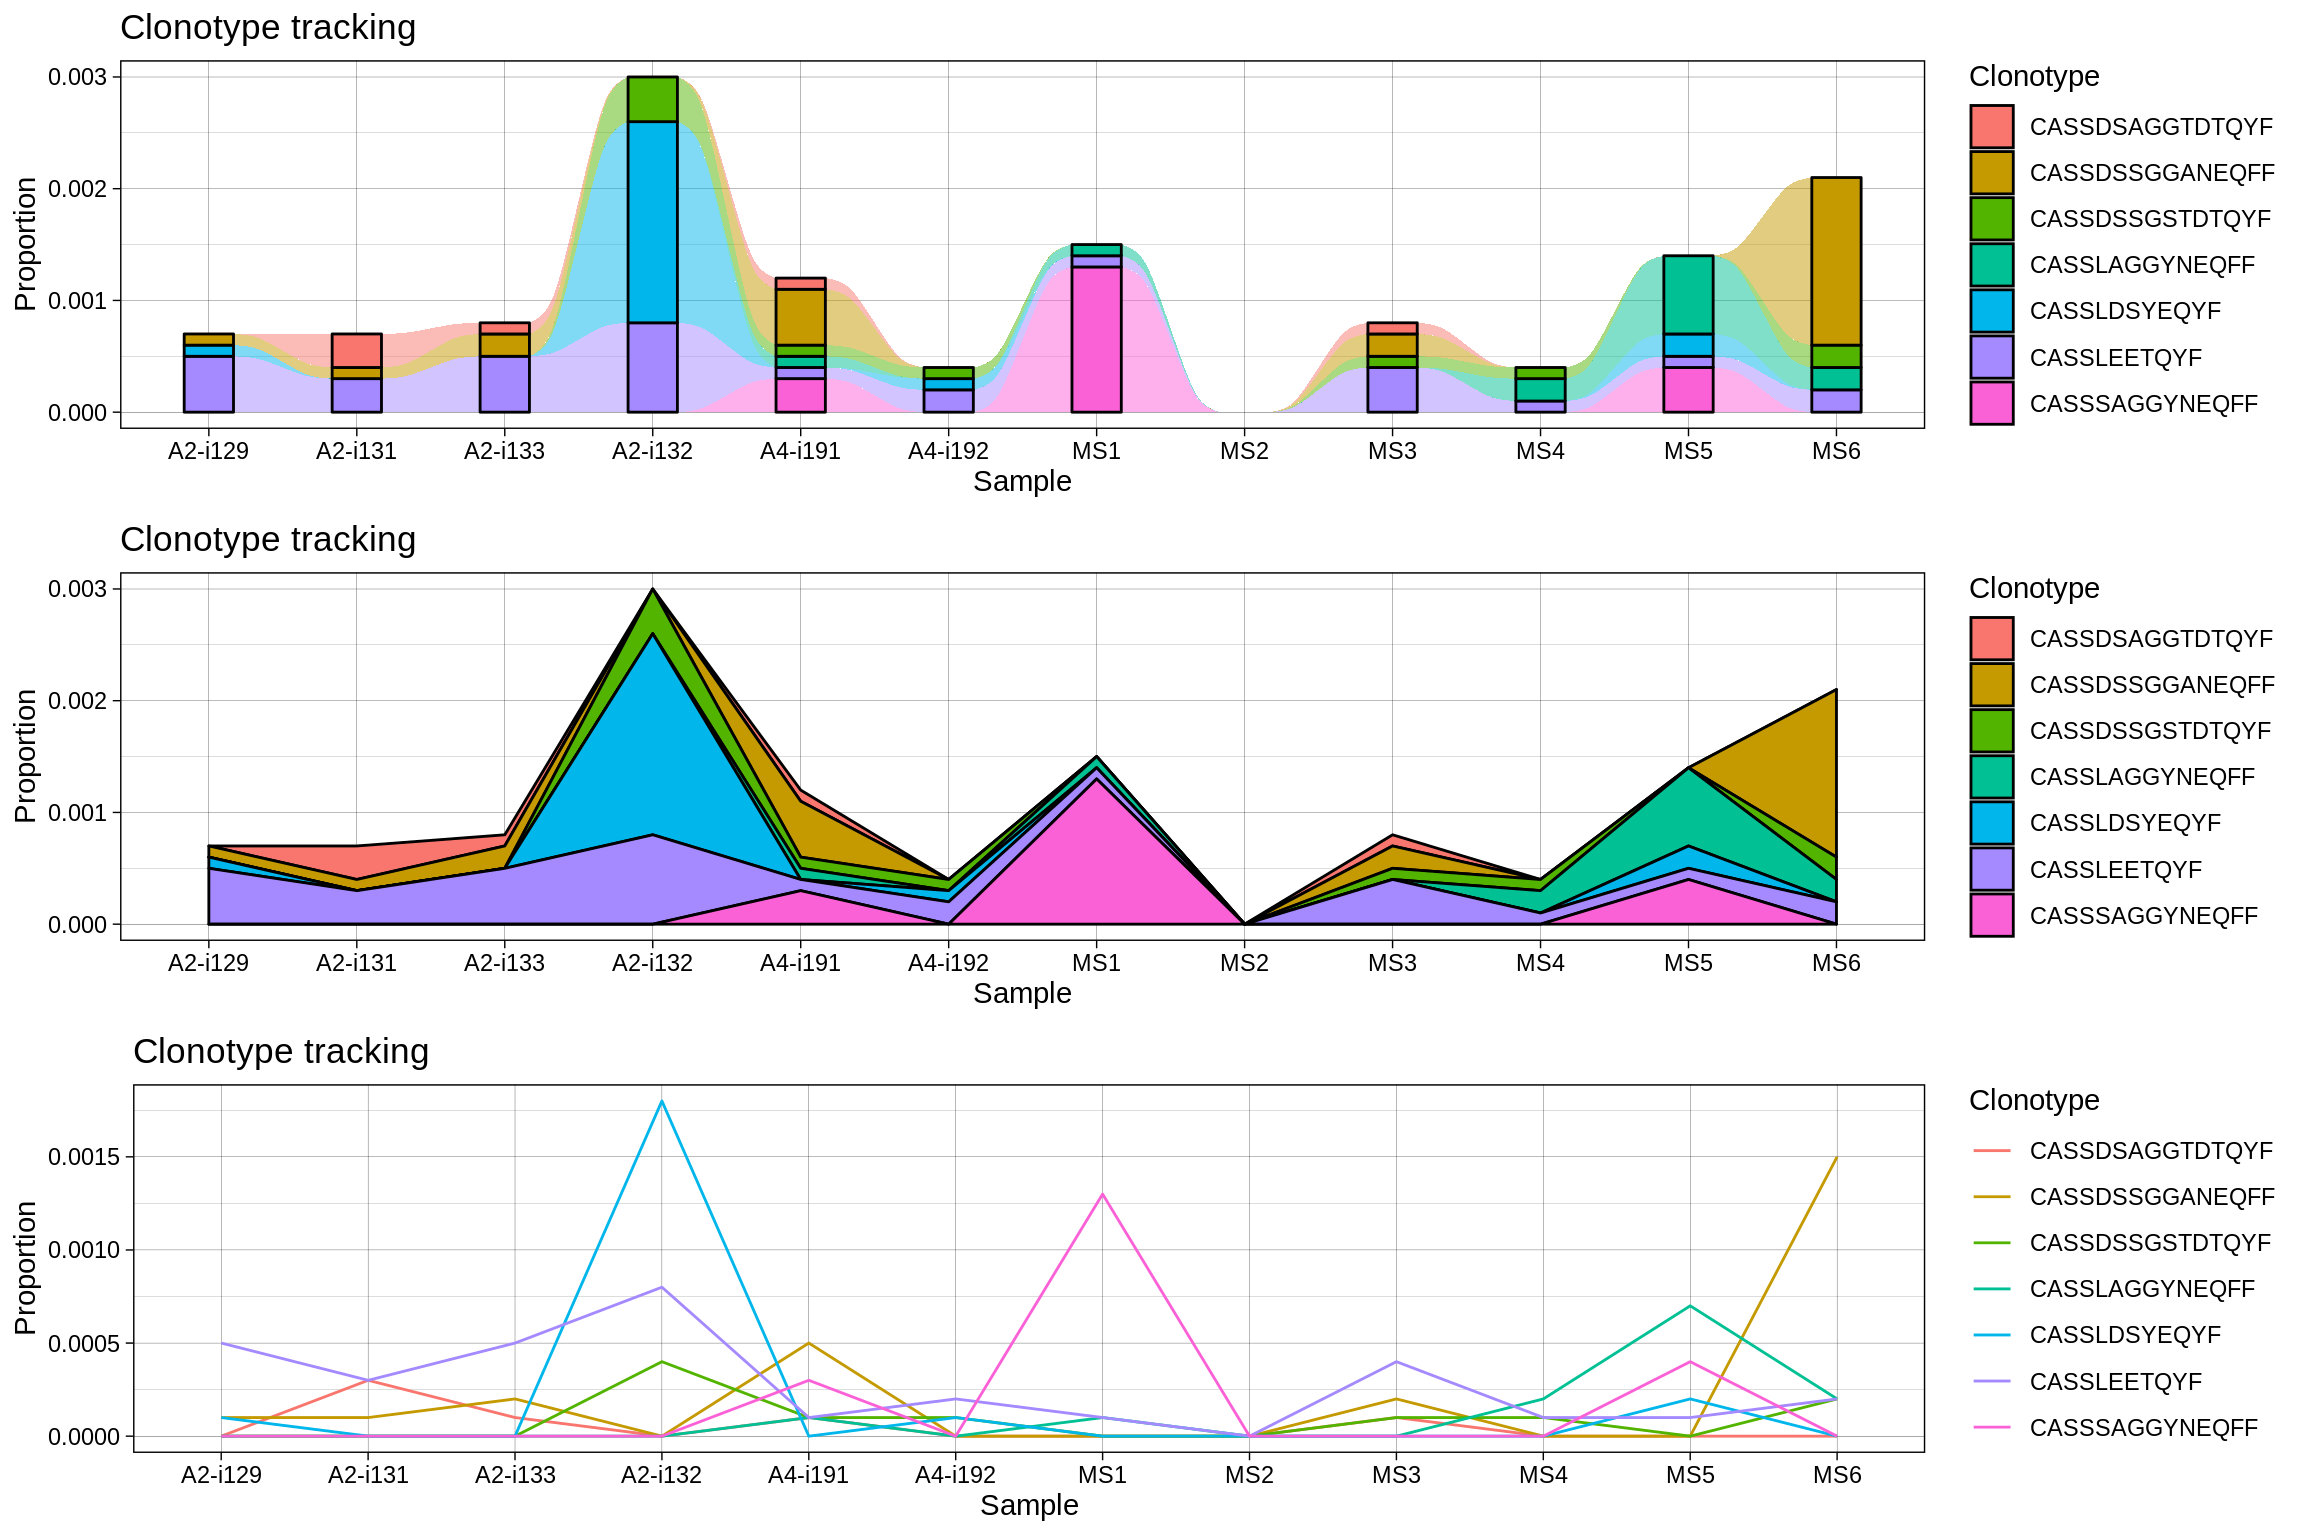 Clonotype tracking
Proportion
0.003
0.002
0.001
0.000
A2-i129 A2-i131 A2-i133 A2-i132 A4-i191 A4-i192 MS1 MS2 MS3 MS4 MS5 MS6
Sample
Clonotype
CASSDSAGGTDTQYF
CASSDSSGGANEQFF
CASSDSSGSTDTQYF
CASSLAGGYNEQFF
CASSLDSYEQYF
CASSLEETQYF
CASSSAGGYNEQFF
Clonotype tracking
Proportion
0.003
0.002
0.001
0.000
A2-i129 A2-i131 A2-i133 A2-i132 A4-i191 A4-i192 MS1 MS2 MS3 MS4 MS5 MS6
Sample
Clonotype
CASSDSAGGTDTQYF
CASSDSSGGANEQFF
CASSDSSGSTDTQYF
CASSLAGGYNEQFF
CASSLDSYEQYF
CASSLEETQYF
CASSSAGGYNEQFF
Clonotype tracking
Proportion
0.0015
0.0010
0.0005
0.0000
A2-i129 A2-i131 A2-i133 A2-i132 A4-i191 A4-i192 MS1 MS2 MS3 MS4 MS5 MS6
Sample
Clonotype
CASSDSAGGTDTQYF
CASSDSSGGANEQFF
CASSDSSGSTDTQYF
CASSLAGGYNEQFF
CASSLDSYEQYF
CASSLEETQYF
CASSSAGGYNEQFF